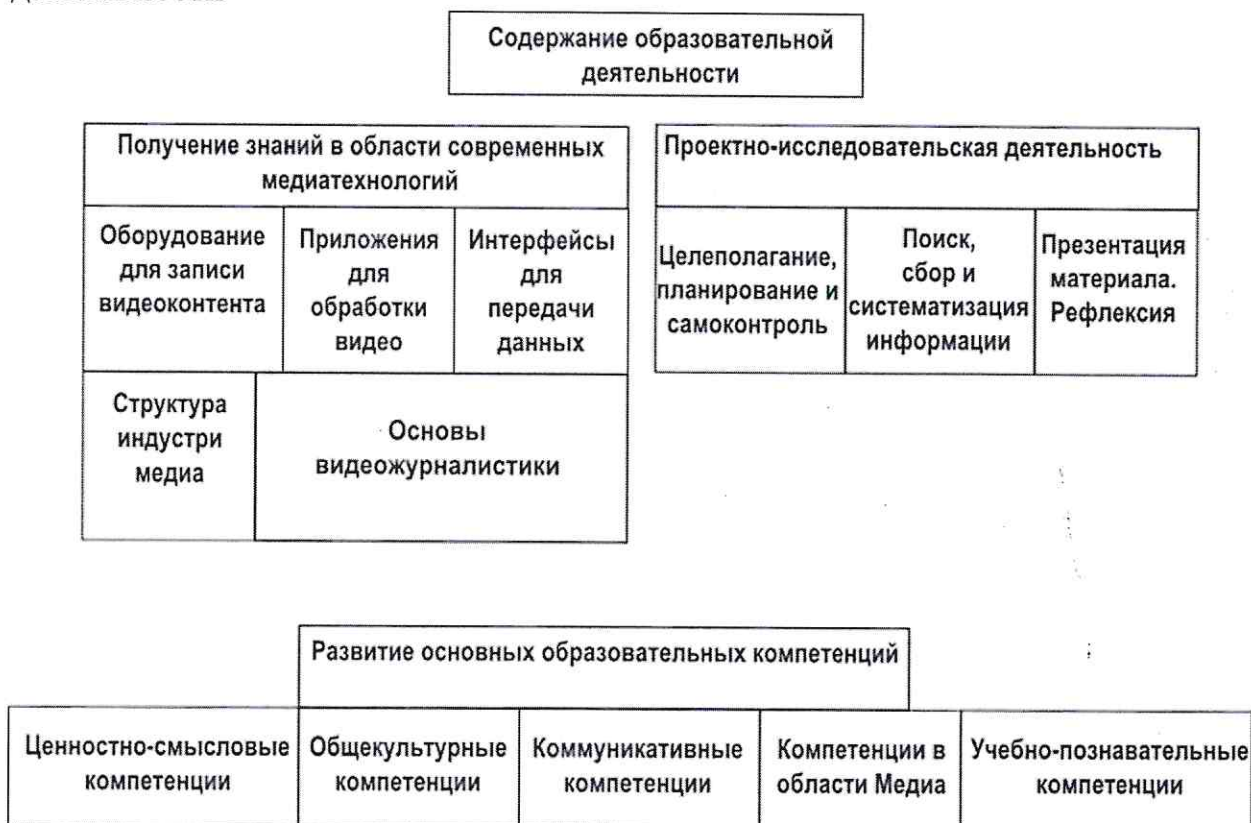 Содержание образовательной
деятельности
Получение знаний в области современных
медиатехнологий
Оборудование
для записи
видеоконтента
Приложения
для
обработки
видео
Интерфейсы
для
передачи
данных
Структура
индустри
медиа
Основы
видеожурналистики
Проектно-исследовательская деятельность
Целеполагание,
планирование и
самоконтроль
Поиск,
сбор и
систематизация
информации
Презентация
материала.
Рефлексия
Развитие основных образовательных компетенций
Ценностно-смысловые
компетенции
Общекультурные
компетенции
Коммуникативные
компетенции
Компетенции в
области Медиа
Учебно-познавательные
компетенции